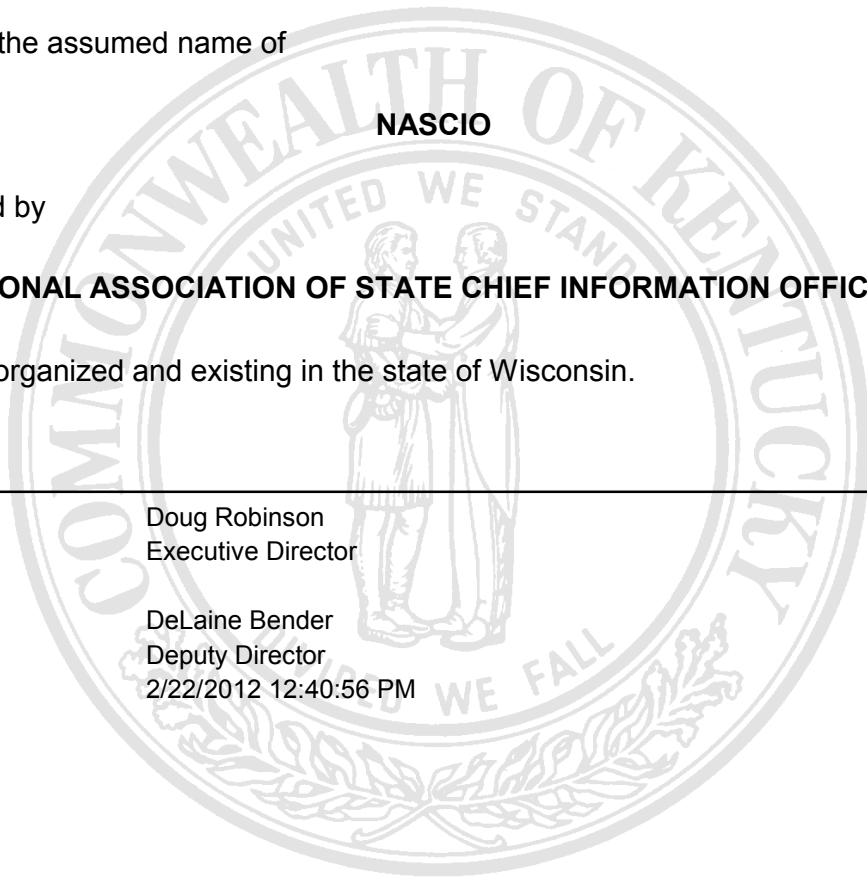 the assumed name of
NASCIO
d by
ONAL ASSOCIATION OF STATE CHIEF INFORMATION OFFIC
organized and existing in the state of Wisconsin.
Doug Robinson
Executive Director
DeLaine Bender
Deputy Director
2/22/2012 12:40:56 PM
COMMONWEALTH OF KENTUCKY
UNITED WE STAND
DIVIDED WE FALL